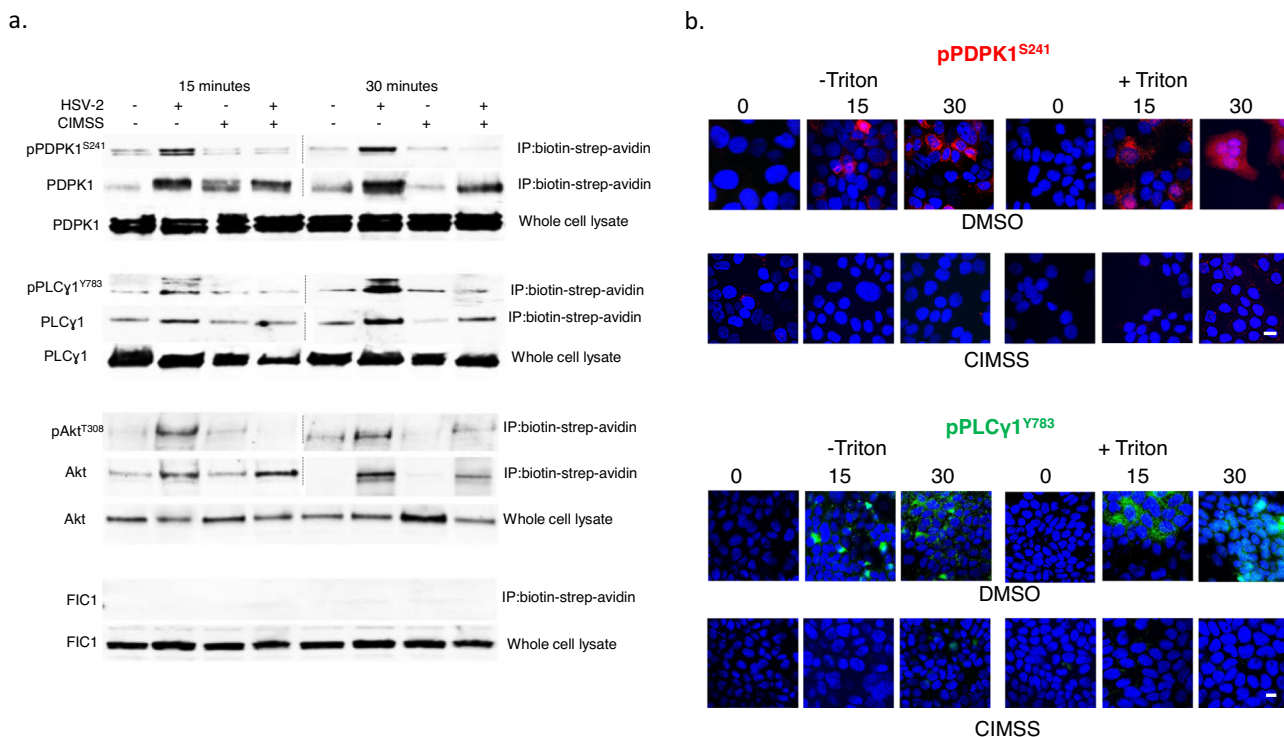 a.
15 minutes 30 minutes
HSV-2 - + - + - + - +
CIMSS - - + + - - + +
pPDPK1S241 IP:biotin-strep-avidin
PDPK1 IP:biotin-strep-avidin
PDPK1 Whole cell lysate
pPLCγ1Y783 IP:biotin-strep-avidin
PLCγ1 IP:biotin-strep-avidin
PLCγ1 Whole cell lysate
pAktT308 IP:biotin-strep-avidin
Akt IP:biotin-strep-avidin
Akt Whole cell lysate
FIC1 IP:biotin-strep-avidin
FIC1 Whole cell lysate
b.
pPDPK1S241
-Triton + Triton
0 15 30 0 15 30
DMSO
CIMSS
pPLCγ1Y783
-Triton + Triton
0 15 30 0 15 30
DMSO
CIMSS